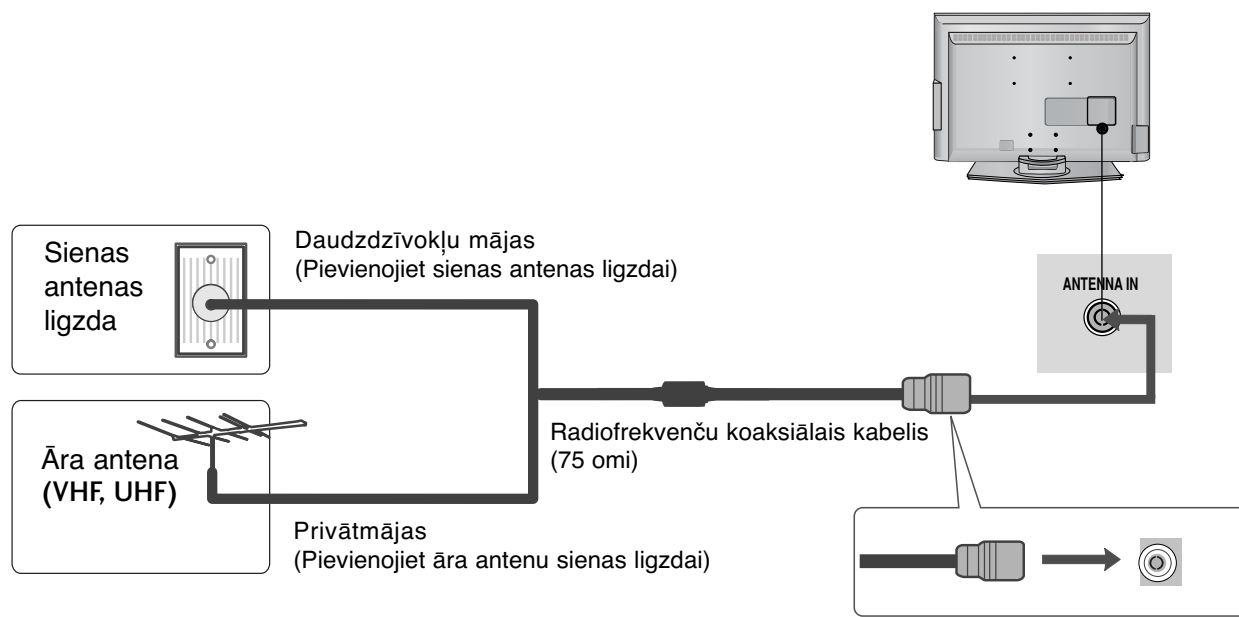 ANTENNA IN
Sienas
antenas
ligzda
Daudzdzīvokļu mājas
(Pievienojiet sienas antenas ligzdai)
Āra antena
(VHF, UHF)
Radiofrekvenču koaksiālais kabelis
(75 omi)
Privātmājas
(Pievienojiet āra antenu sienas ligzdai)